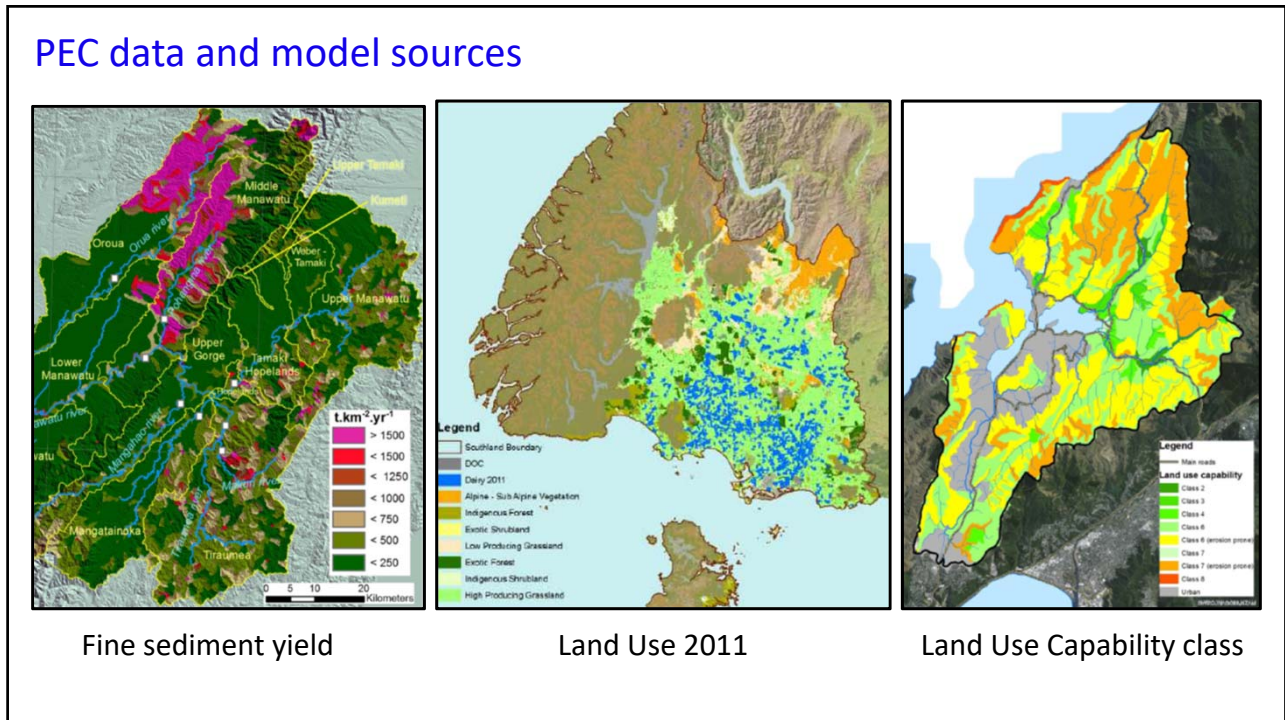 PEC data and model sources
Upper Tamaki
Middle
Manawatu
Kumeti
Oroua
Weber-
Tamaki
Upper Manawatu
Upper
Gorge
Tamaki
Hopelands
Lower
Manawatu
Mangatainoka
Tiraumea
t.km⁻².yr⁻¹
> 1500
< 1500
< 1250
< 1000
< 750
< 500
< 250
0 5 10 20
Kilometers
Legend
Southland Boundary
DOC
Dairy 2011
Alpine - Sub Alpine Vegetation
Indigenous Forest
Exotic Shrubland
Low Producing Grassland
Exotic Forest
Indigenous Shrubland
High Producing Grassland
Legend
Main roads
Land use capability
Class 2
Class 3
Class 4
Class 6
Class 6 (erosion prone)
Class 7
Class 7 (erosion prone)
Class 8
Urban
Fine sediment yield
Land Use 2011
Land Use Capability class